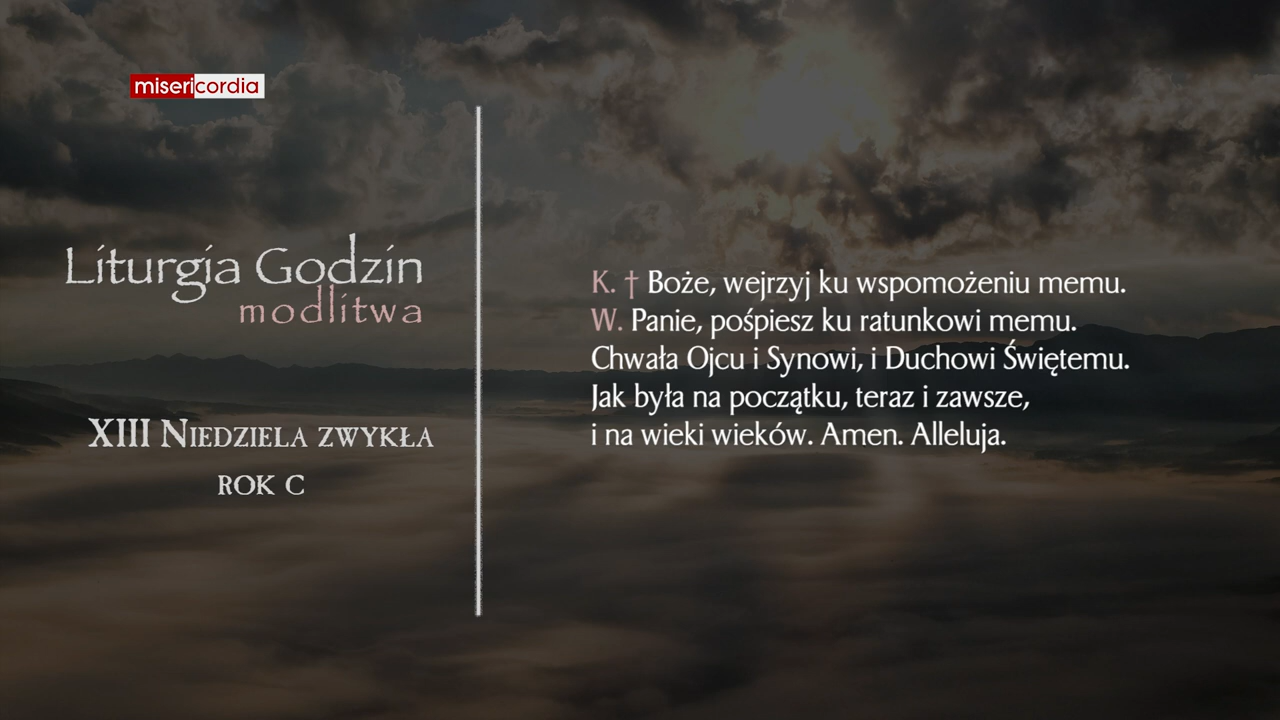 misericordia
Liturgia Godzin
modlitwa
XIII Niedziela zwykła
rok C
K. † Boże, wejrzyj ku wspomożeniu memu.
W. Panie, pośpiesz ku ratunkowi memu.
Chwała Ojcu i Synowi, i Duchowi Świętemu.
Jak była na początku, teraz i zawsze,
i na wieki wieków. Amen. Alleluja.